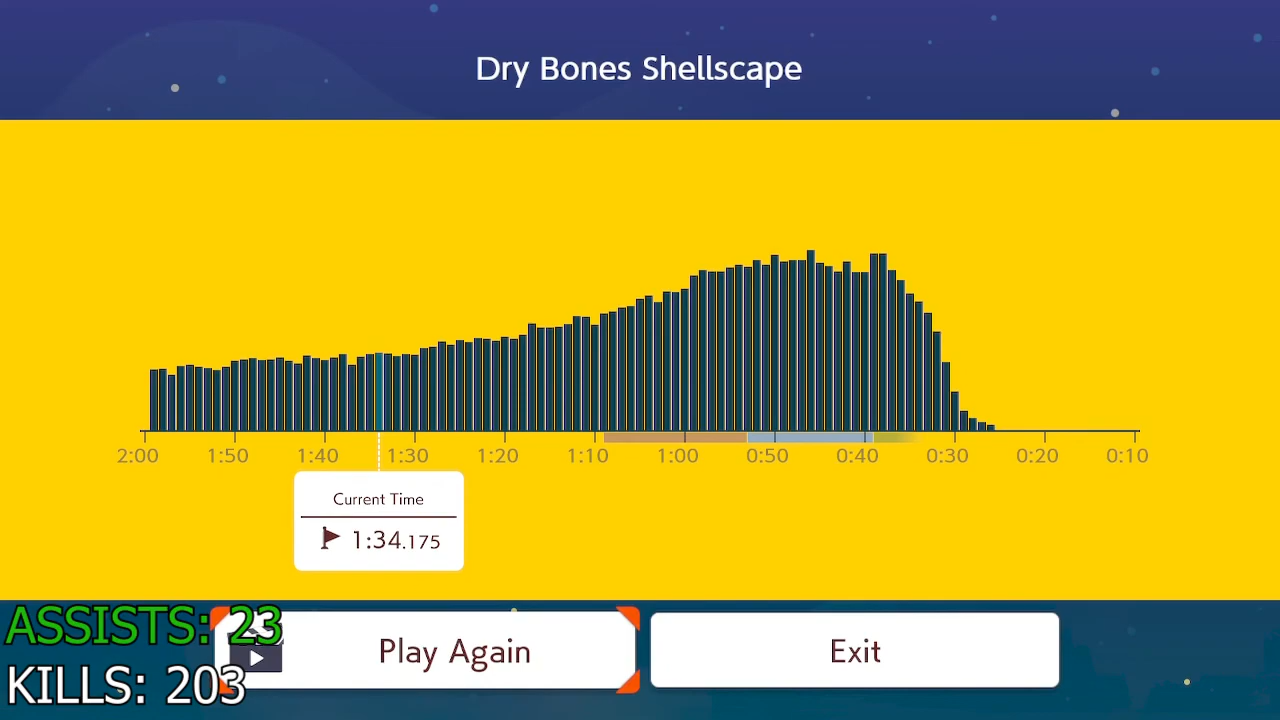 Dry Bones Shellscape
2:00 1:50 1:40 1:30 1:20 1:10 1:00 0:50 0:40 0:30 0:20 0:10
Current Time
1:34.175
ASSISTS: 23
KILLS: 203
Play Again
Exit